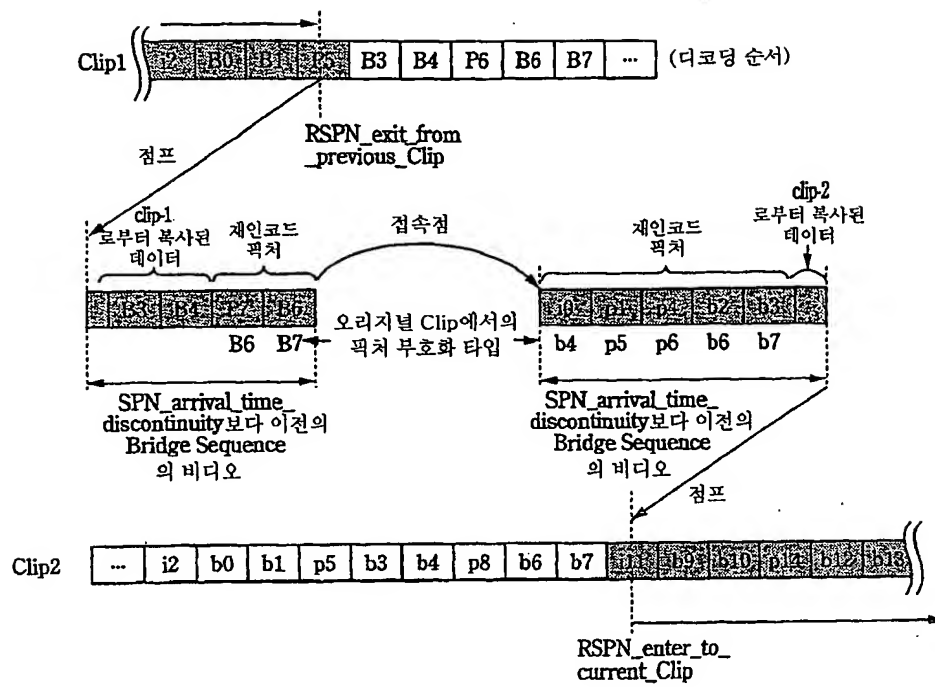 Clip1 i2 B0 B1 P5 B3 B4 P6 B6 B7 ... (디코딩 순서)
RSPN_exit_from
_previous_Clip
점프
clip-1
로부터 복사된
데이터
재인코드
픽처
접속점
재인코드
픽처
clip-2
로부터 복사된
데이터
B3 B4 P7 B6
B6 B7
오리지널 Clip에서의
픽처 부호화 타입
i0 p1 b2 b3
b4 p5 p6 b6 b7
SPN_arrival_time_
discontinuity보다 이전의
Bridge Sequence
의 비디오
SPN_arrival_time_
discontinuity보다 이전의
Bridge Sequence
의 비디오
점프
Clip2 ... i2 b0 b1 p5 b3 b4 p8 b6 b7 i11 b9 b10 p14 b12 b13
RSPN_enter_to_
current_Clip